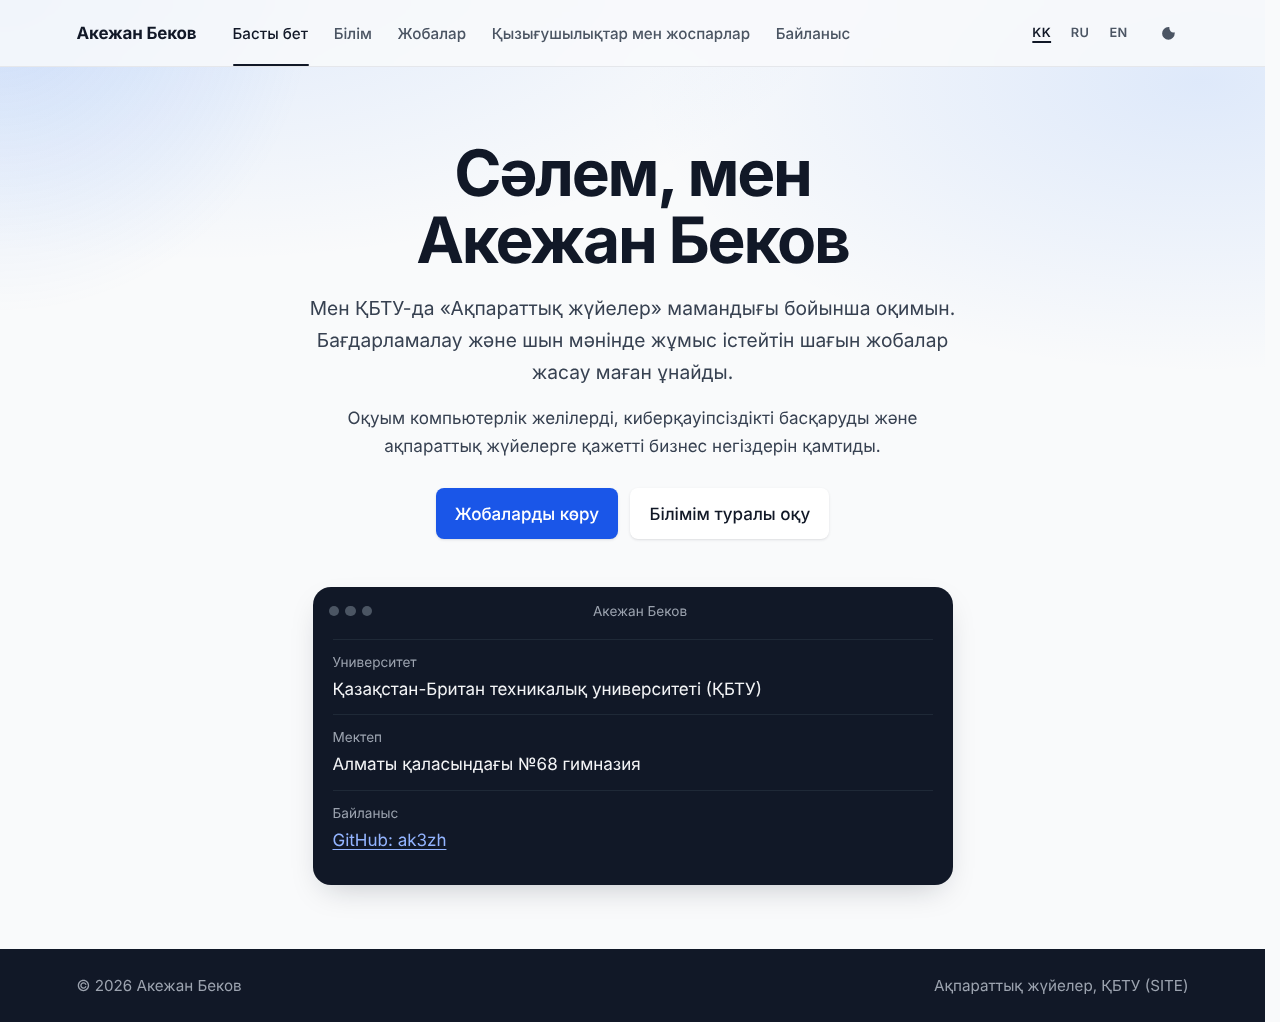 Акежан Беков
Басты бет
Білім
Жобалар
Қызығушылықтар мен жоспарлар
Байланыс
KK
RU
EN
Сәлем, мен
Акежан Беков
Мен ҚБТУ-да «Ақпараттық жүйелер» мамандығы бойынша оқимын.
Бағдарламалау және шын мәнінде жұмыс істейтін шағын жобалар
жасау маған ұнайды.
Оқуым компьютерлік желілерді, киберқауіпсіздікті басқаруды және
ақпараттық жүйелерге қажетті бизнес негіздерін қамтиды.
Жобаларды көру
Білімім туралы оқу
Акежан Беков
Университет
Қазақстан-Британ техникалық университеті (ҚБТУ)
Мектеп
Алматы қаласындағы №68 гимназия
Байланыс
GitHub: ak3zh
© 2026 Акежан Беков
Ақпараттық жүйелер, ҚБТУ (SITE)